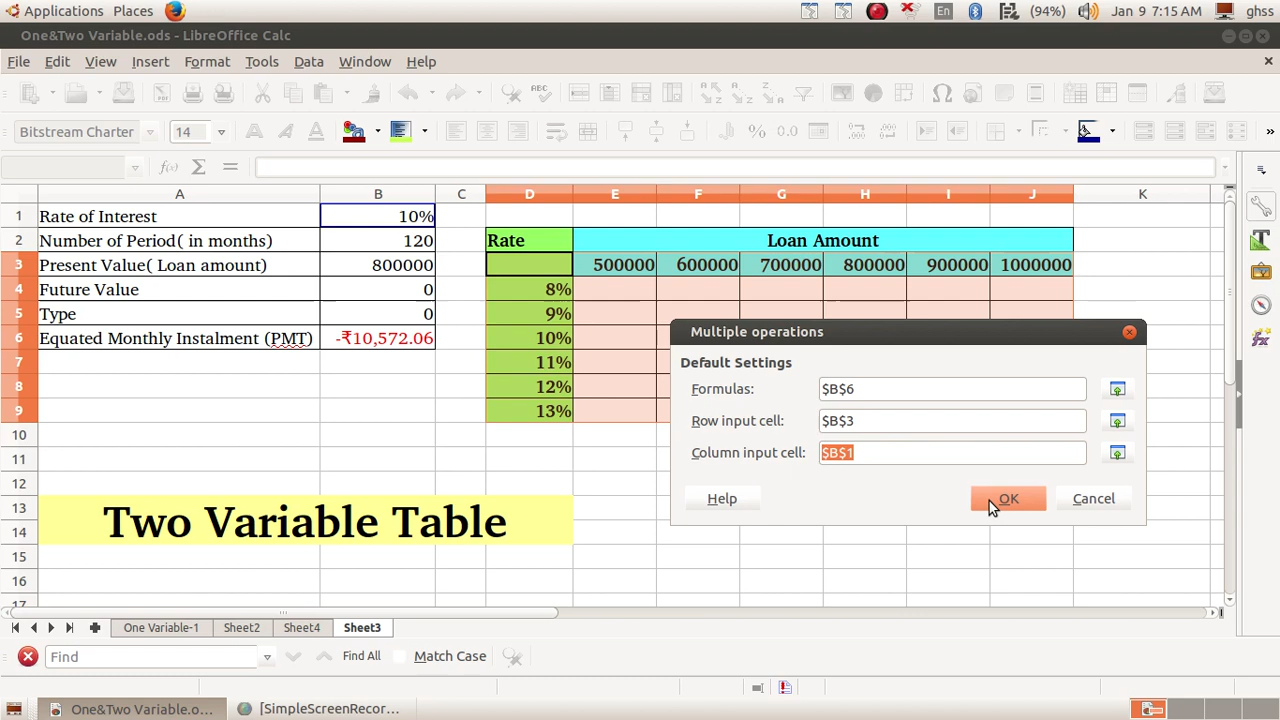 Applications Places En (94%) Jan 9 7:15 AM ghss
One&Two Variable.ods - LibreOffice Calc
File Edit View Insert Format Tools Data Window Help
Bitstream Charter 14
A B C D E F G H I J K
1 Rate of Interest 10%
2 Number of Period( in months) 120 Rate Loan Amount
3 Present Value( Loan amount) 800000 500000 600000 700000 800000 900000 1000000
4 Future Value 0 8%
5 Type 0 9%
6 Equated Monthly Instalment (PMT) -₹10,572.06 10%
7 11%
8 12%
9 13%
10
11
12
13
14
15
16
17
Two Variable Table
Multiple operations
Default Settings
Formulas: $B$6
Row input cell: $B$3
Column input cell: $B$1
Help OK Cancel
One Variable-1 Sheet2 Sheet4 Sheet3
Find Find All Match Case
One&Two Variable.o... [SimpleScreenRecor...